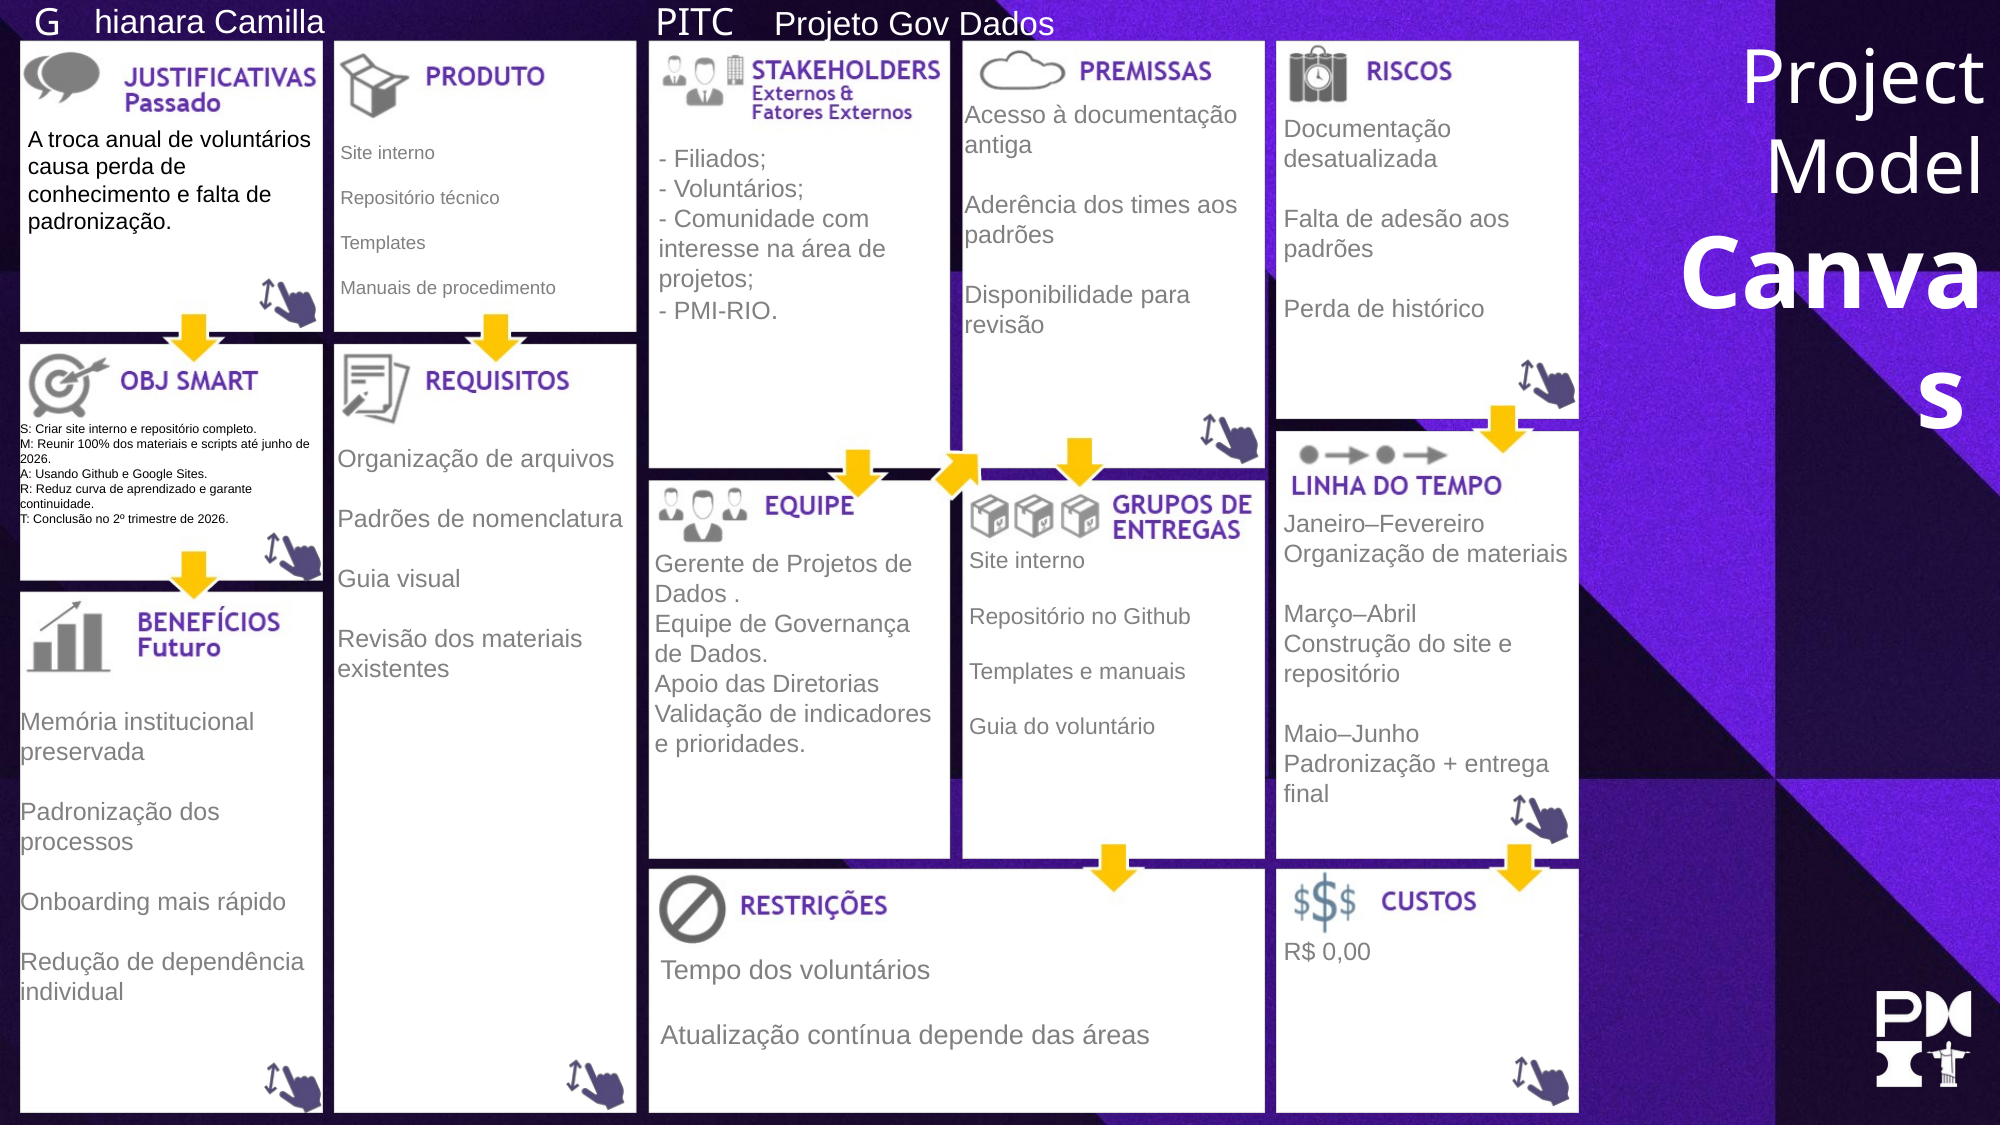 G hianara Camilla
PITC Projeto Gov Dados
JUSTIFICATIVAS
Passado
A troca anual de voluntários
causa perda de
conhecimento e falta de
padronização.
OBJ SMART
S: Criar site interno e repositório completo.
M: Reunir 100% dos materiais e scripts até junho de
2026.
A: Usando Github e Google Sites.
R: Reduz curva de aprendizado e garante
continuidade.
T: Conclusão no 2º trimestre de 2026.
BENEFÍCIOS
Futuro
Memória institucional
preservada
Padronização dos
processos
Onboarding mais rápido
Redução de dependência
individual
PRODUTO
Site interno
Repositório técnico
Templates
Manuais de procedimento
REQUISITOS
Organização de arquivos
Padrões de nomenclatura
Guia visual
Revisão dos materiais
existentes
STAKEHOLDERS
Externos &
Fatores Externos
- Filiados;
- Voluntários;
- Comunidade com
interesse na área de
projetos;
- PMI-RIO.
EQUIPE
Gerente de Projetos de
Dados .
Equipe de Governança
de Dados.
Apoio das Diretorias
Validação de indicadores
e prioridades.
PREMISSAS
Acesso à documentação
antiga
Aderência dos times aos
padrões
Disponibilidade para
revisão
GRUPOS DE
ENTREGAS
Site interno
Repositório no Github
Templates e manuais
Guia do voluntário
RESTRIÇÕES
Tempo dos voluntários
Atualização contínua depende das áreas
RISCOS
Documentação
desatualizada
Falta de adesão aos
padrões
Perda de histórico
LINHA DO TEMPO
Janeiro–Fevereiro
Organização de materiais
Março–Abril
Construção do site e
repositório
Maio–Junho
Padronização + entrega
final
$$$ CUSTOS
R$ 0,00
Project
Model
Canva
s